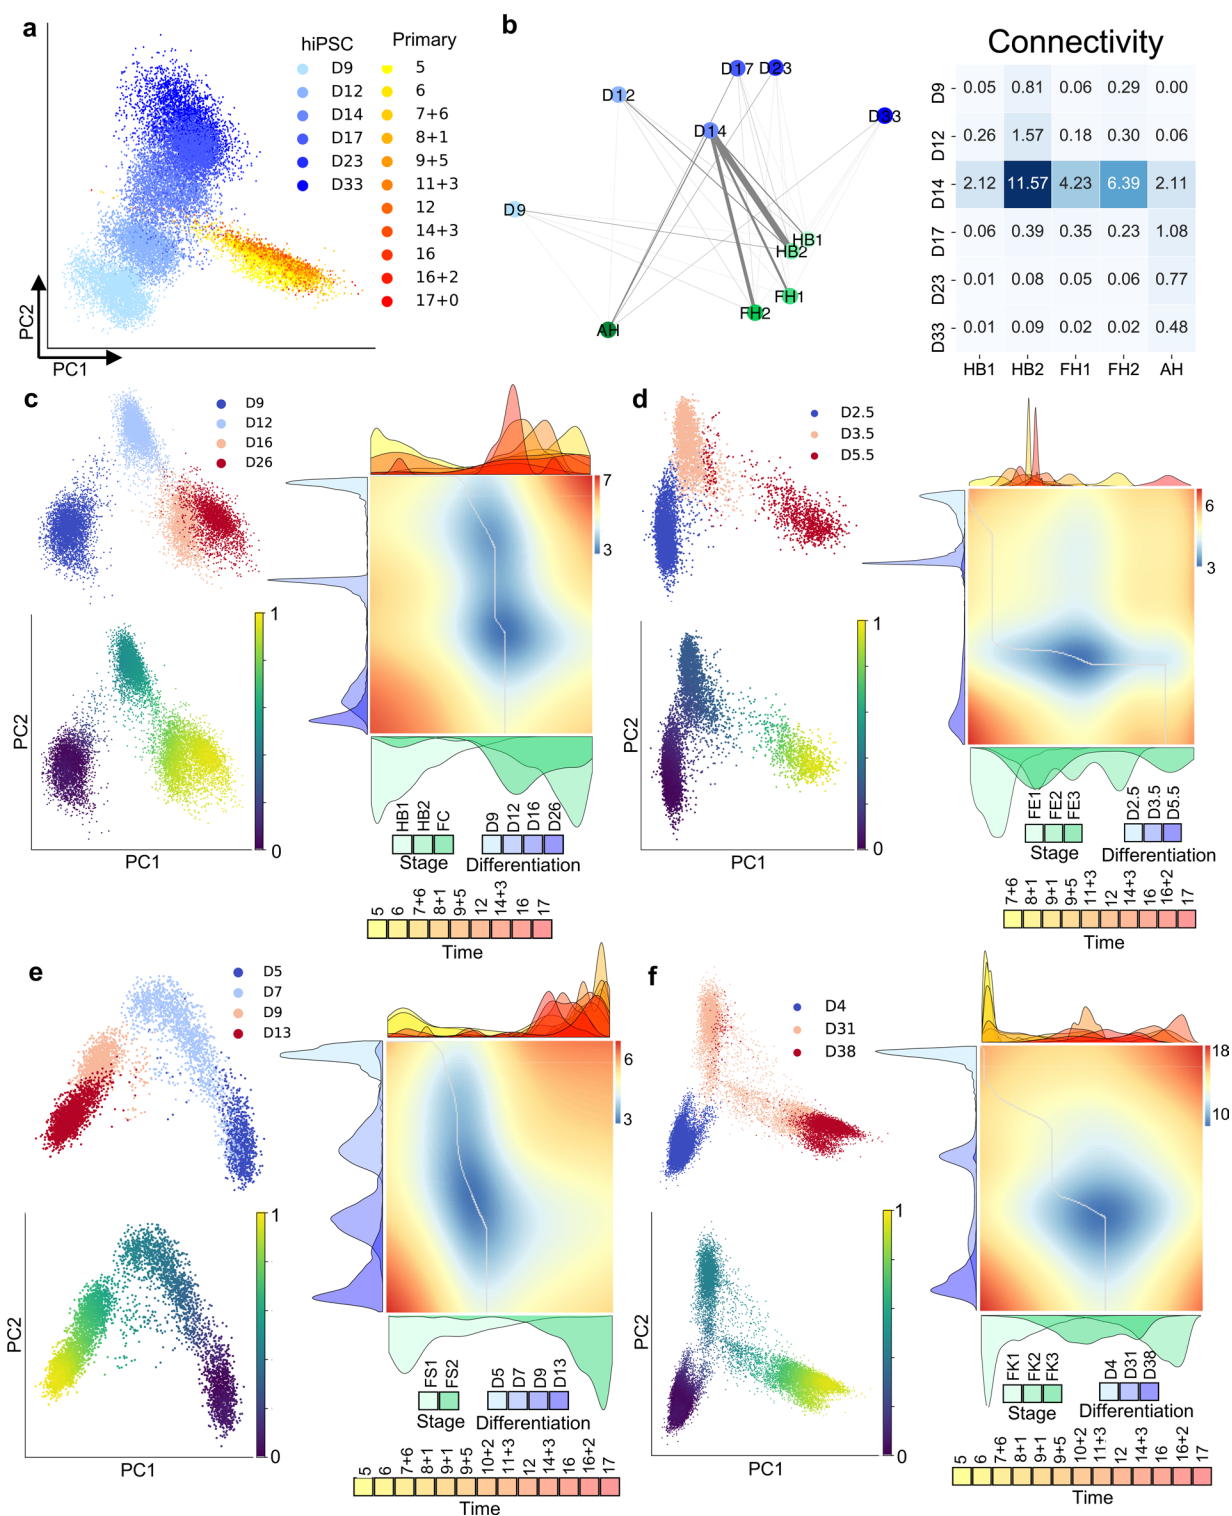 a
hiPSC
D9
D12
D14
D17
D23
D33
Primary
5
6
7+6
8+1
9+5
11+3
12
14+3
16
16+2
17+0
PC2
PC1
b
D17
D23
D12
D33
D14
D9
HB1
HB2
FH1
FH2
AH
Connectivity
D9 0.05 0.81 0.06 0.29 0.00
D12 0.26 1.57 0.18 0.30 0.06
D14 2.12 11.57 4.23 6.39 2.11
D17 0.06 0.39 0.35 0.23 1.08
D23 0.01 0.08 0.05 0.06 0.77
D33 0.01 0.09 0.02 0.02 0.48
HB1 HB2 FH1 FH2 AH
c
D9
D12
D16
D26
7
3
1
0
PC2
PC1
HB1 HB2 FC
Stage
D9 D12 D16 D26
Differentiation
5 6 7+6 8+1 9+5 12 14+3 16 17
Time
d
D2.5
D3.5
D5.5
6
3
1
0
PC2
PC1
FE1 FE2 FE3
Stage
D2.5 D3.5 D5.5
Differentiation
7+6 8+1 9+1 9+5 11+3 12 14+3 16 16+2 17
Time
e
D5
D7
D9
D13
6
3
1
0
PC2
PC1
FS1 FS2
Stage
D5 D7 D9 D13
Differentiation
5 6 7+6 8+1 9+1 9+5 10+2 11+3 12 14+3 16 16+2 17
Time
f
D4
D31
D38
18
10
1
0
PC2
PC1
FK1 FK2 FK3
Stage
D4 D31 D38
Differentiation
5 6 7+6 8+1 9+1 9+5 10+2 11+3 12 14+3 16 16+2 17
Time